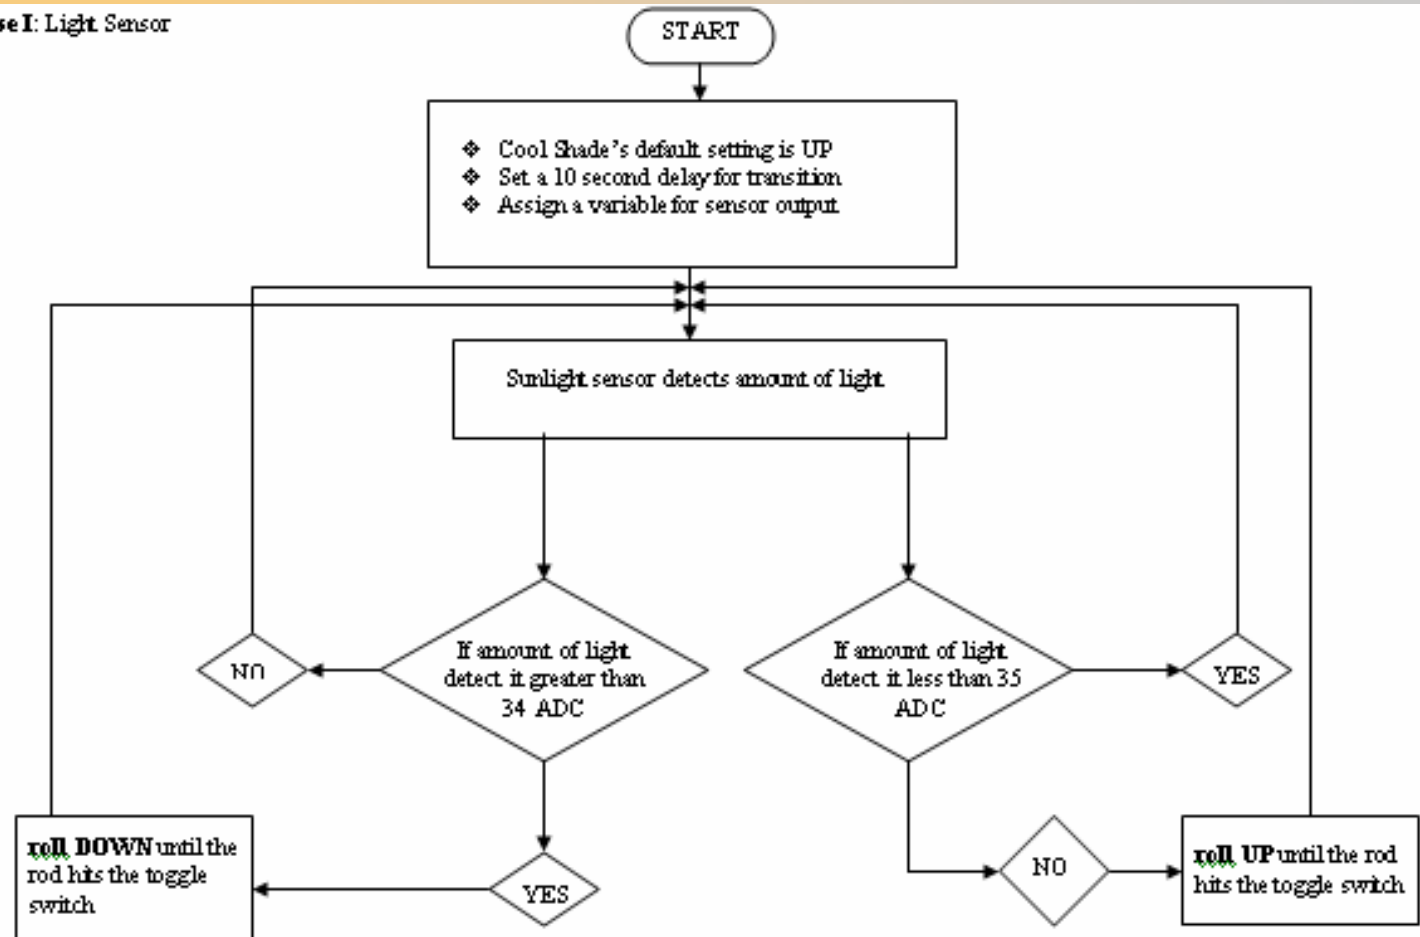 se I: Light Sensor
START
❖ Cool Shade's default setting is UP
❖ Set a 10 second delay for transition
❖ Assign a variable for sensor output
Sunlight sensor detects amount of light
If amount of light
detect it greater than
34 ADC
If amount of light
detect it less than 35
ADC
NO
YES
roll DOWN until the
rod hits the toggle
switch
YES
NO
roll UP until the rod
hits the toggle switch